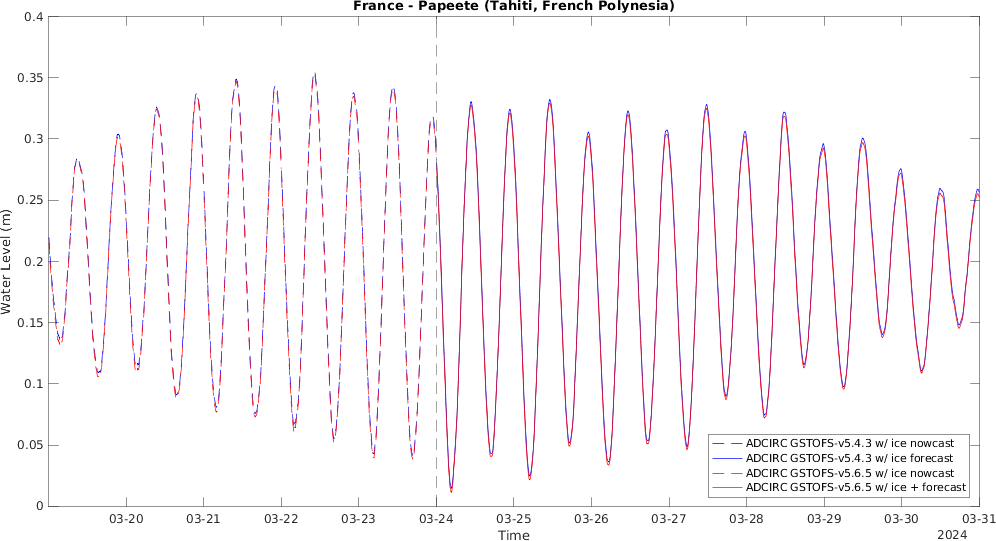 France - Papeete (Tahiti, French Polynesia)
0.4
0.35
0.3
0.25
0.2
0.15
0.1
0.05
0
Water Level (m)
ADCIRC GSTOFS-v5.4.3 w/ ice nowcast
ADCIRC GSTOFS-v5.4.3 w/ ice forecast
ADCIRC GSTOFS-v5.6.5 w/ ice nowcast
ADCIRC GSTOFS-v5.6.5 w/ ice + forecast
03-20 03-21 03-22 03-23 03-24 03-25 03-26 03-27 03-28 03-29 03-30 03-31
Time
2024